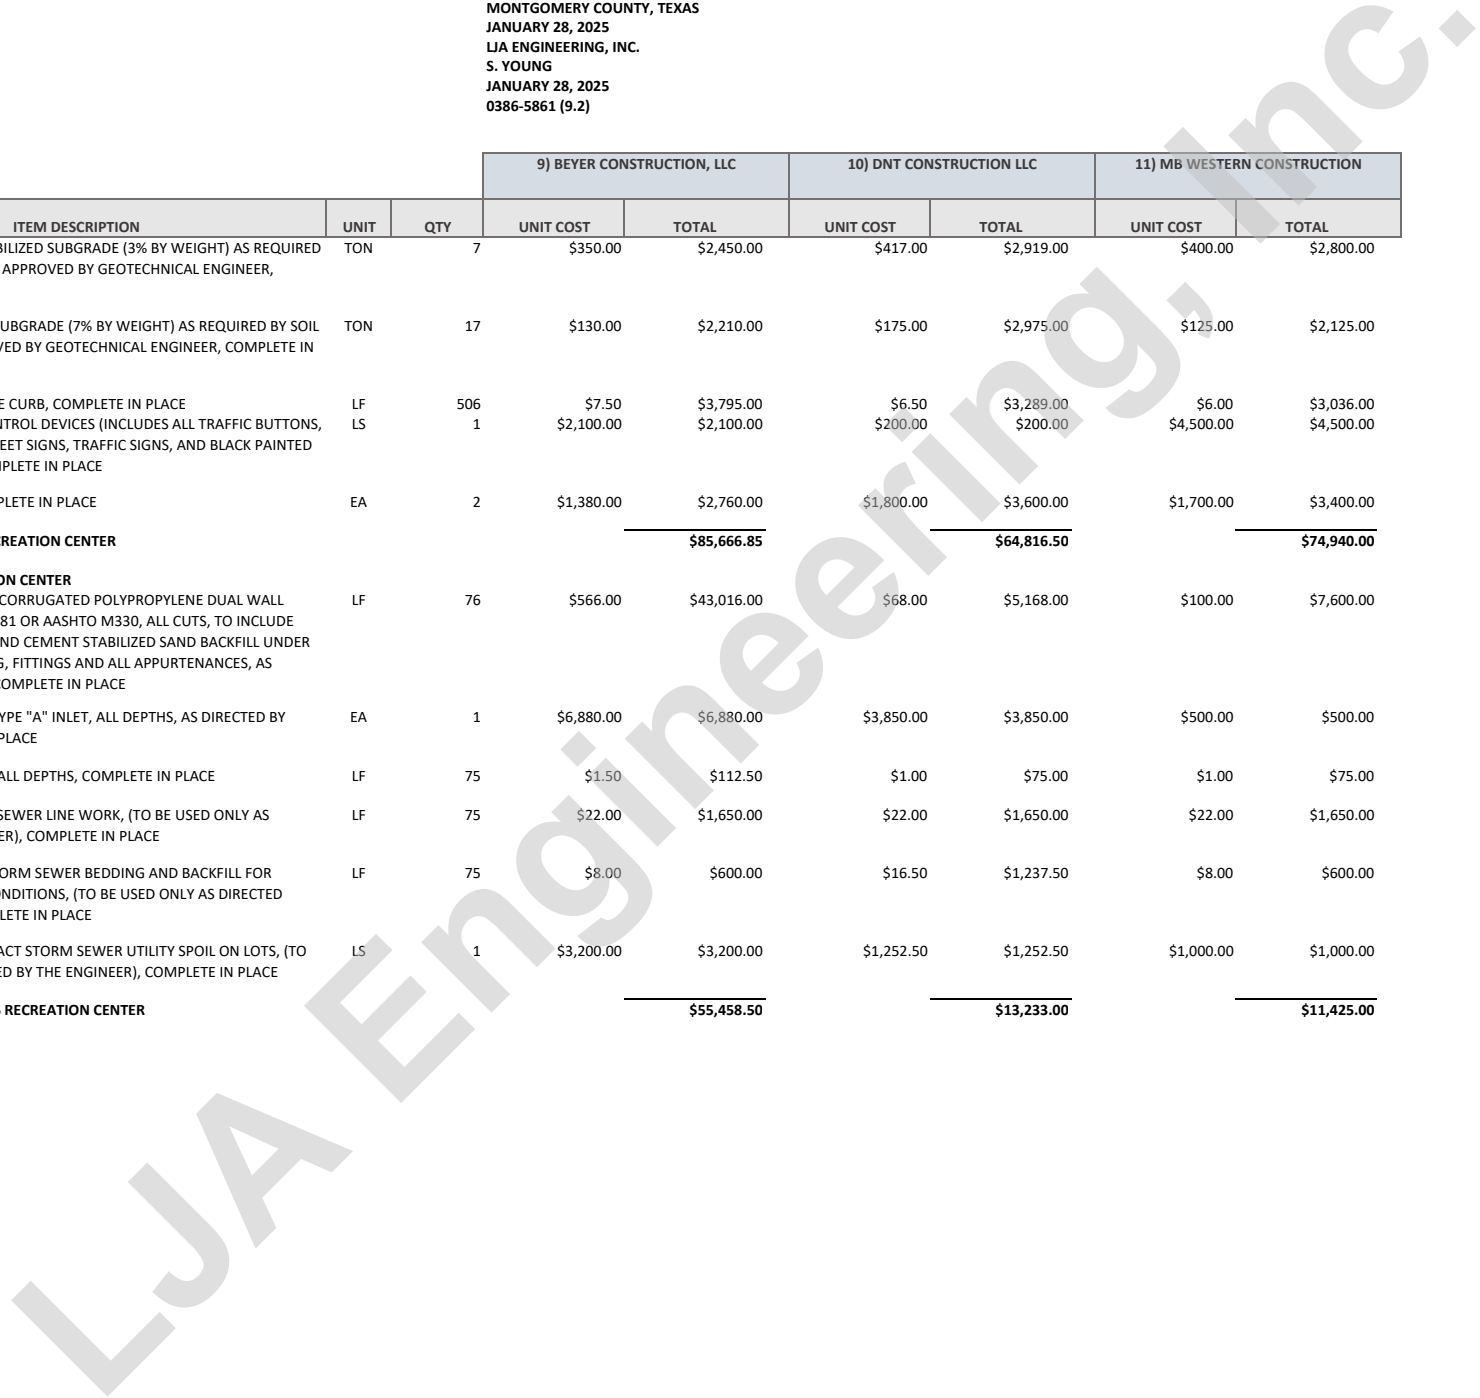 MONTGOMERY COUNTY, TEXAS
JANUARY 28, 2025
LJA ENGINEERING, INC.
S. YOUNG
JANUARY 28, 2025
0386-5861 (9.2)
9) BEYER CONSTRUCTION, LLC 10) DNT CONSTRUCTION LLC 11) MB WESTERN CONSTRUCTION
ITEM DESCRIPTION UNIT QTY UNIT COST TOTAL UNIT COST TOTAL UNIT COST TOTAL
BILIZED SUBGRADE (3% BY WEIGHT) AS REQUIRED TON 7 $350.00 $2,450.00 $417.00 $2,919.00 $400.00 $2,800.00
APPROVED BY GEOTECHNICAL ENGINEER,
UBGRADE (7% BY WEIGHT) AS REQUIRED BY SOIL TON 17 $130.00 $2,210.00 $175.00 $2,975.00 $125.00 $2,125.00
VED BY GEOTECHNICAL ENGINEER, COMPLETE IN
E CURB, COMPLETE IN PLACE LF 506 $7.50 $3,795.00 $6.50 $3,289.00 $6.00 $3,036.00
NTROL DEVICES (INCLUDES ALL TRAFFIC BUTTONS, LS 1 $2,100.00 $2,100.00 $200.00 $200.00 $4,500.00 $4,500.00
EET SIGNS, TRAFFIC SIGNS, AND BLACK PAINTED
MPLETE IN PLACE
PLETE IN PLACE EA 2 $1,380.00 $2,760.00 $1,800.00 $3,600.00 $1,700.00 $3,400.00
CREATION CENTER $85,666.85 $64,816.50 $74,940.00
ON CENTER
CORRUGATED POLYPROPYLENE DUAL WALL LF 76 $566.00 $43,016.00 $68.00 $5,168.00 $100.00 $7,600.00
81 OR AASHTO M330, ALL CUTS, TO INCLUDE
ND CEMENT STABILIZED SAND BACKFILL UNDER
G, FITTINGS AND ALL APPURTENANCES, AS
COMPLETE IN PLACE
YPE "A" INLET, ALL DEPTHS, AS DIRECTED BY EA 1 $6,880.00 $6,880.00 $3,850.00 $3,850.00 $500.00 $500.00
PLACE
ALL DEPTHS, COMPLETE IN PLACE LF 75 $1.50 $112.50 $1.00 $75.00 $1.00 $75.00
SEWER LINE WORK, (TO BE USED ONLY AS LF 75 $22.00 $1,650.00 $22.00 $1,650.00 $22.00 $1,650.00
ER), COMPLETE IN PLACE
ORM SEWER BEDDING AND BACKFILL FOR LF 75 $8.00 $600.00 $16.50 $1,237.50 $8.00 $600.00
ONDITIONS, (TO BE USED ONLY AS DIRECTED
LETE IN PLACE
ACT STORM SEWER UTILITY SPOIL ON LOTS, (TO LS 1 $3,200.00 $3,200.00 $1,252.50 $1,252.50 $1,000.00 $1,000.00
ED BY THE ENGINEER), COMPLETE IN PLACE
RECREATION CENTER $55,458.50 $13,233.00 $11,425.00
LJA Engineering, Inc.